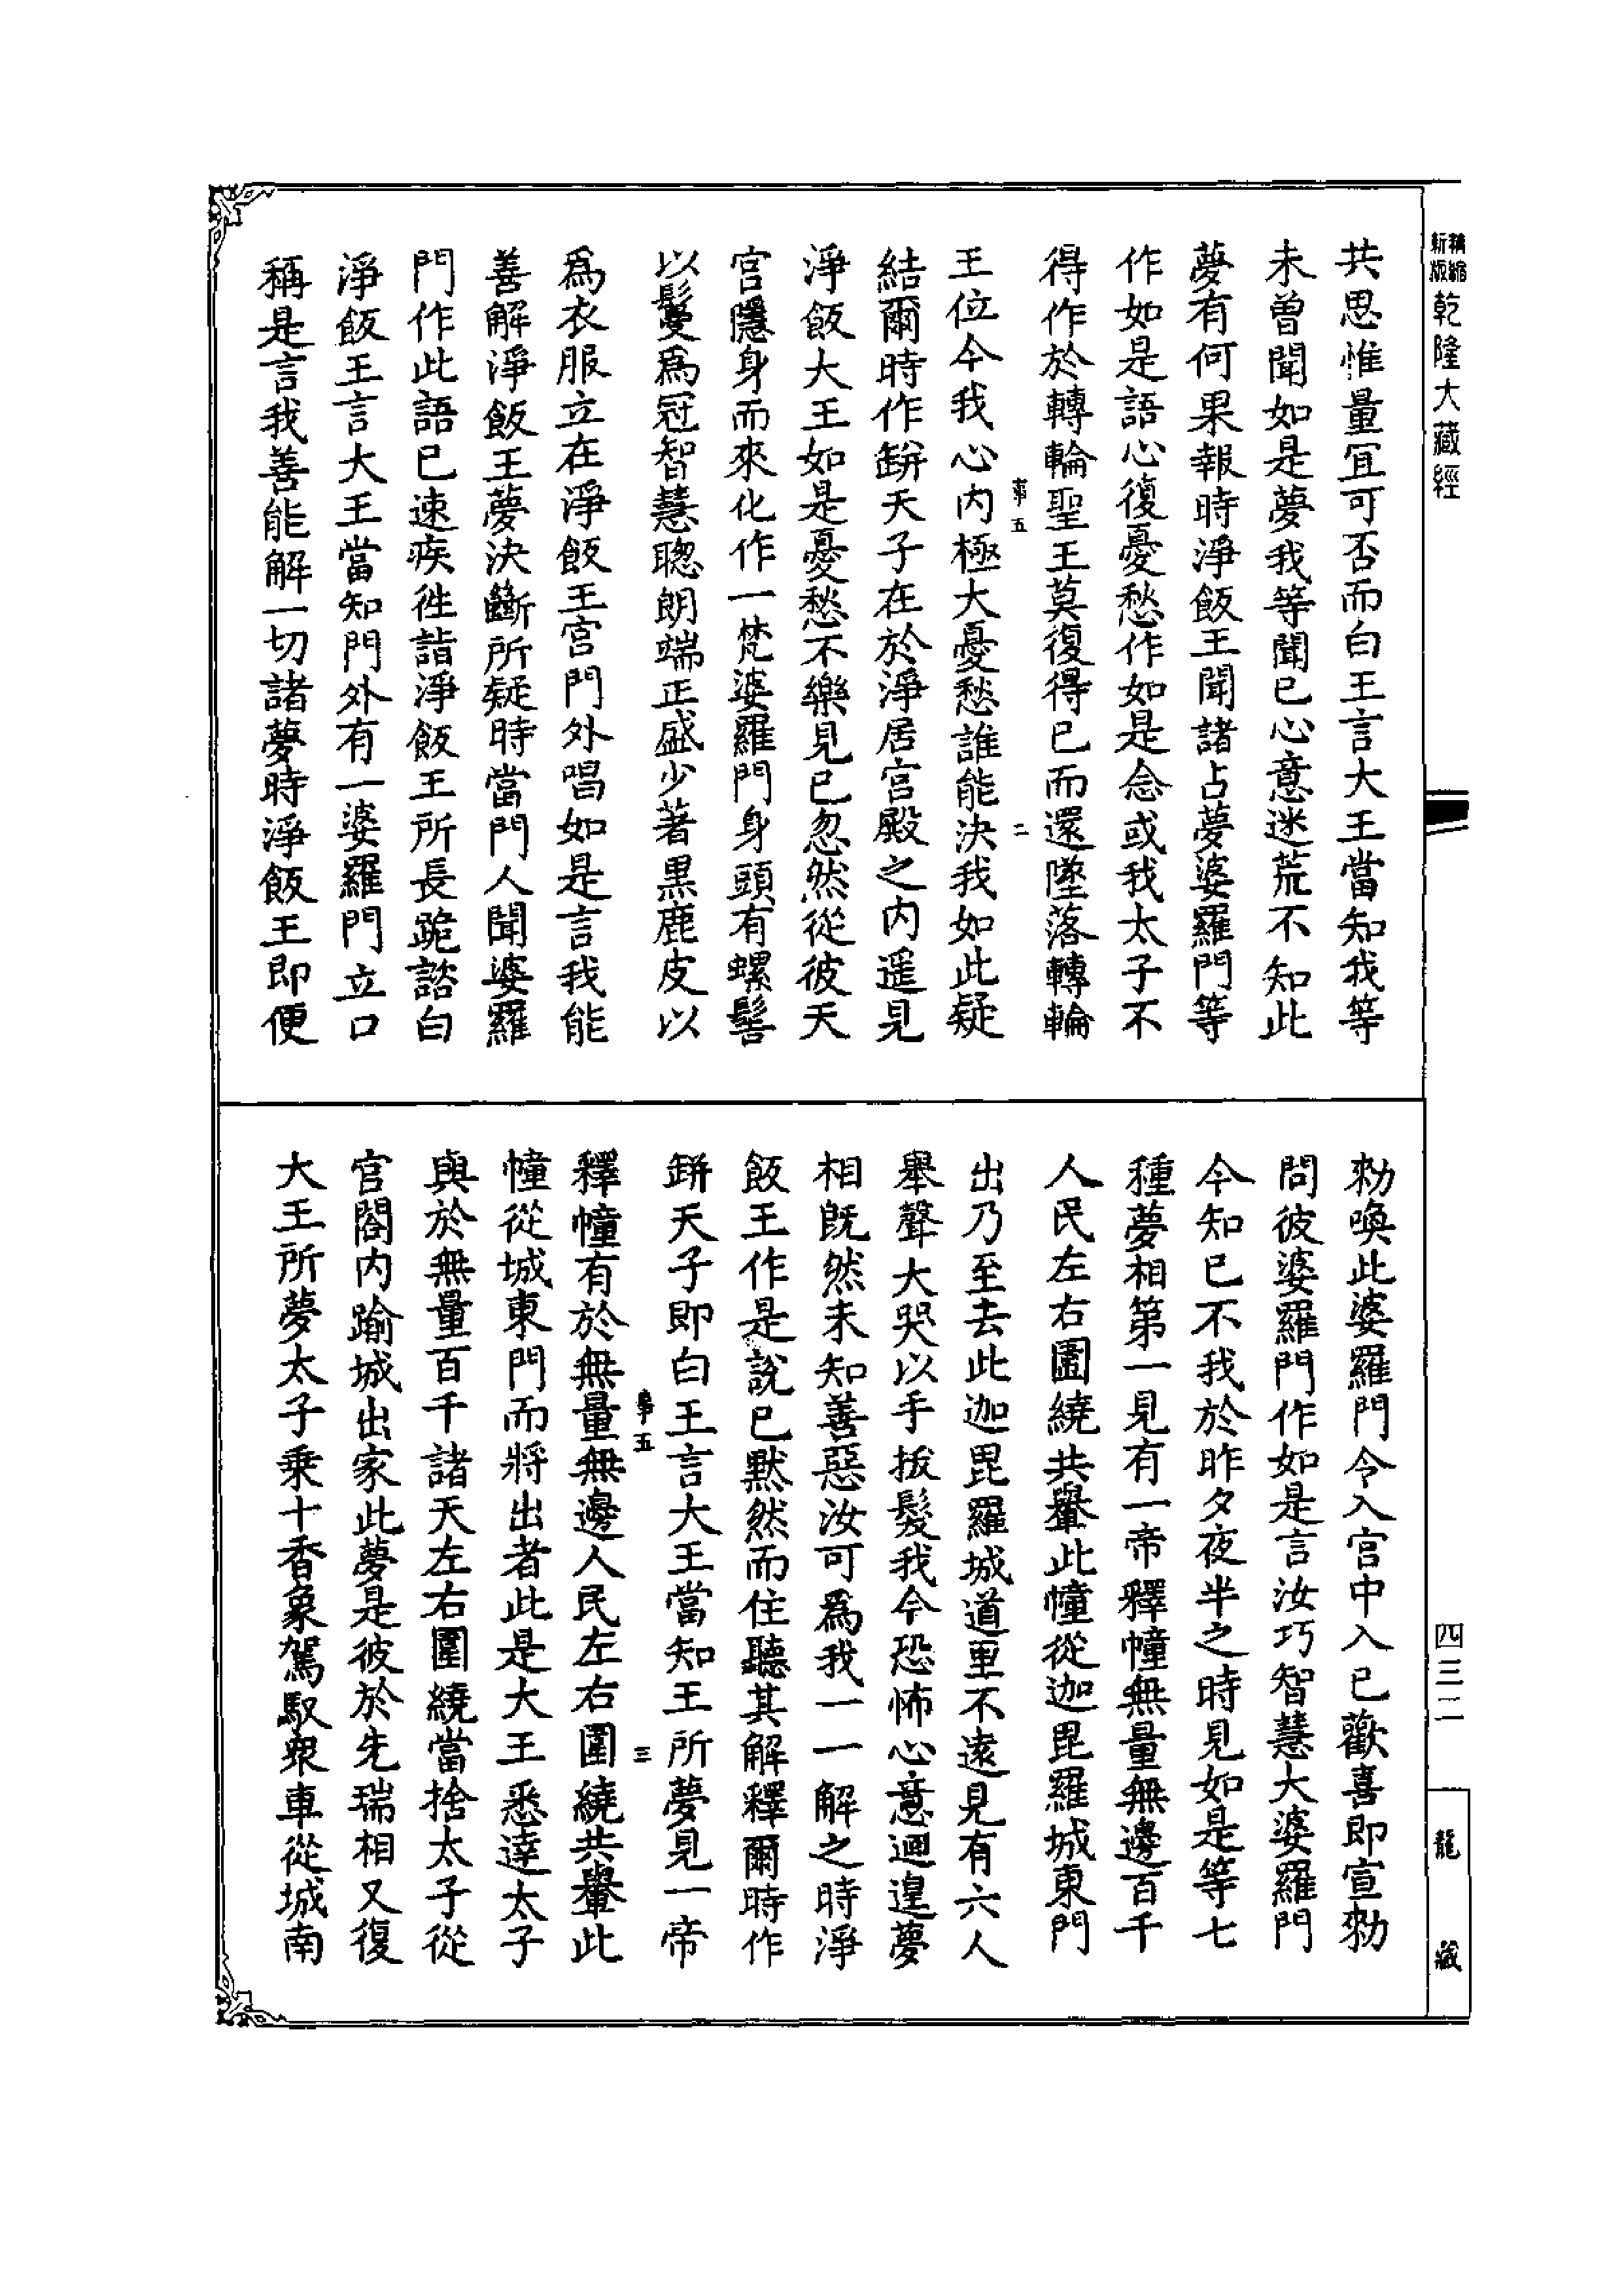 新版精縮乾隆大藏經
共思惟量宜可否而白王言大王當知我等
未曾聞如是夢我等聞已心意迷荒不知此
夢有何果報時淨飯王聞諸占夢婆羅門等
作如是語心復憂愁作如是念或我太子不
得作於轉輪聖王莫復得已而還墜落轉輪
事五 二
王位今我心內極大憂愁誰能決我如此疑
結爾時作缾天子在於淨居宮殿之內遥見
淨飯大王如是憂愁不樂見已忽然從彼天
宮隱身而來化作一梵婆羅門身頭有螺髻
以鬘爲冠智慧聰朗端正盛少著黑鹿皮以
爲衣服立在淨飯王宮門外唱如是言我能
善解淨飯王夢決斷所疑時當門人聞婆羅
門作此語已速疾徃詣淨飯王所長跪諮白
淨飯王言大王當知門外有一婆羅門立口
稱是言我善能解一切諸夢時淨飯王即便
勑喚此婆羅門令入宮中入已歡喜即宣勑
問彼婆羅門作如是言汝巧智慧大婆羅門
今知已不我於昨夕夜半之時見如是等七
種夢相第一見有一帝釋幢無量無邊百千
人民左右圍繞共轝此幢從迦毘羅城東門
出乃至去此迦毘羅城道里不遠見有六人
舉聲大哭以手拔髮我今恐怖心意迴遑夢
相旣然未知善惡汝可爲我一一解之時淨
飯王作是說已默然而住聽其解釋爾時作
缾天子即白王言大王當知王所夢見一帝
事五 三
釋幢有於無量無邊人民左右圍繞共轝此
幢從城東門而將出者此是大王悉達太子
與於無量百千諸天左右圍繞當捨太子從
宮閤內踰城出家此夢是彼於先瑞相又復
大王所夢太子乗十香象駕馭衆車從城南
四三二
龍藏